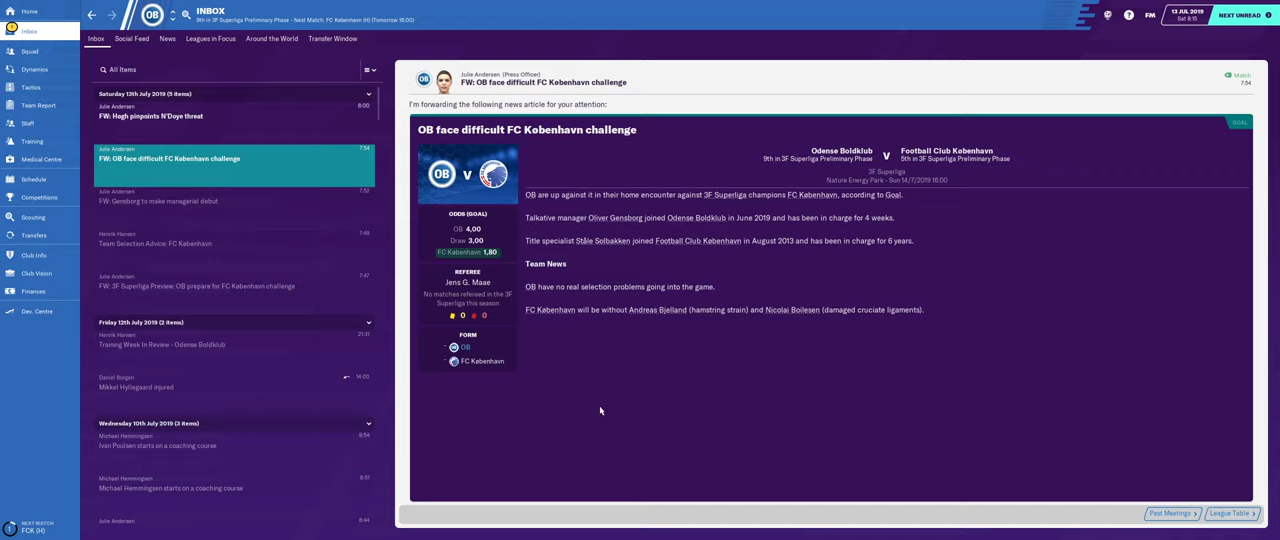 Home
INBOX
9th in 3F Superliga Preliminary Phase - Next Match: FC København (H) (Tomorrow 16:00)
OB
FM
13 JUL 2019
Sat 8:15
NEXT UNREAD
1
Inbox
Squad
Dynamics
Tactics
Team Report
Staff
Training
Medical Centre
Schedule
Competitions
Scouting
Transfers
Club Info
Club Vision
Finances
Dev. Centre
1
NEXT MATCH
FCK (H)
Inbox
Social Feed
News
Leagues in Focus
Around the World
Transfer Window
All Items
Saturday 13th July 2019 (5 items)
Julie Andersen 8:00
FW: Høgh pinpoints N'Doye threat
Julie Andersen 7:54
FW: OB face difficult FC København challenge
Julie Andersen 7:52
FW: Gensborg to make managerial debut
Henrik Hansen 7:49
Team Selection Advice: FC København
Julie Andersen 7:47
FW: 3F Superliga Preview: OB prepare for FC København challenge
Friday 12th July 2019 (2 items)
Henrik Hansen 21:31
Training Week In Review - Odense Boldklub
Daniel Borgen 14:00
Mikkel Hyllegaard injured
Wednesday 10th July 2019 (3 items)
Michael Hemmingsen 8:54
Ivan Poulsen starts on a coaching course
Michael Hemmingsen 8:51
Michael Hemmingsen starts on a coaching course
Julie Andersen 8:44
OB
Julie Andersen (Press Officer)
FW: OB face difficult FC København challenge
Match
7:54
I'm forwarding the following news article for your attention:
OB face difficult FC København challenge
GOAL
OB V
Odense Boldklub
9th in 3F Superliga Preliminary Phase
V
Football Club København
5th in 3F Superliga Preliminary Phase
3F Superliga
Nature Energy Park - Sun 14/7/2019 16:00
OB are up against it in their home encounter against 3F Superliga champions FC København, according to Goal.
Talkative manager Oliver Gensborg joined Odense Boldklub in June 2019 and has been in charge for 4 weeks.
Title specialist Ståle Solbakken joined Football Club København in August 2013 and has been in charge for 6 years.
Team News
OB have no real selection problems going into the game.
FC København will be without Andreas Bjelland (hamstring strain) and Nicolai Boilesen (damaged cruciate ligaments).
ODDS (GOAL)
OB 4,00
Draw 3,00
FC København 1,80
REFEREE
Jens G. Maae
No matches refereed in the 3F
Superliga this season
0 0
FORM
- OB
- FC København
Past Meetings >
League Table >